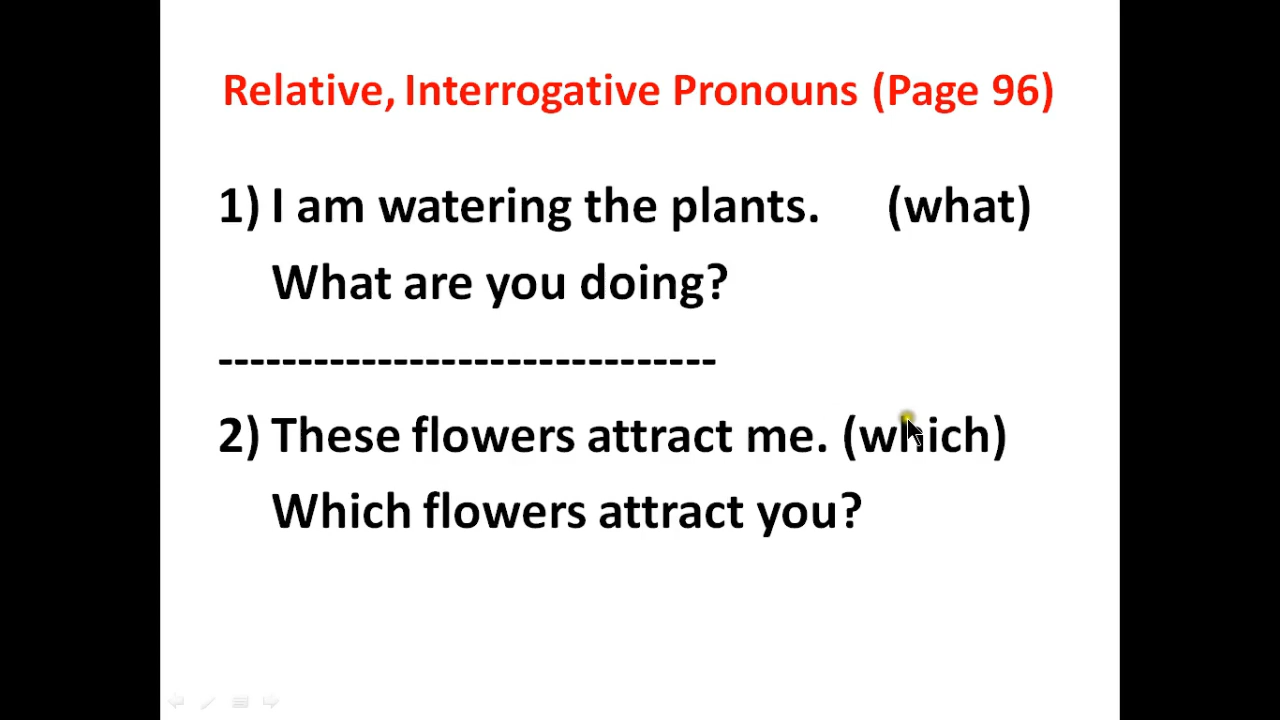 Relative, Interrogative Pronouns (Page 96)
1) I am watering the plants. (what)
What are you doing?
-------------------------------
2) These flowers attract me. (which)
Which flowers attract you?